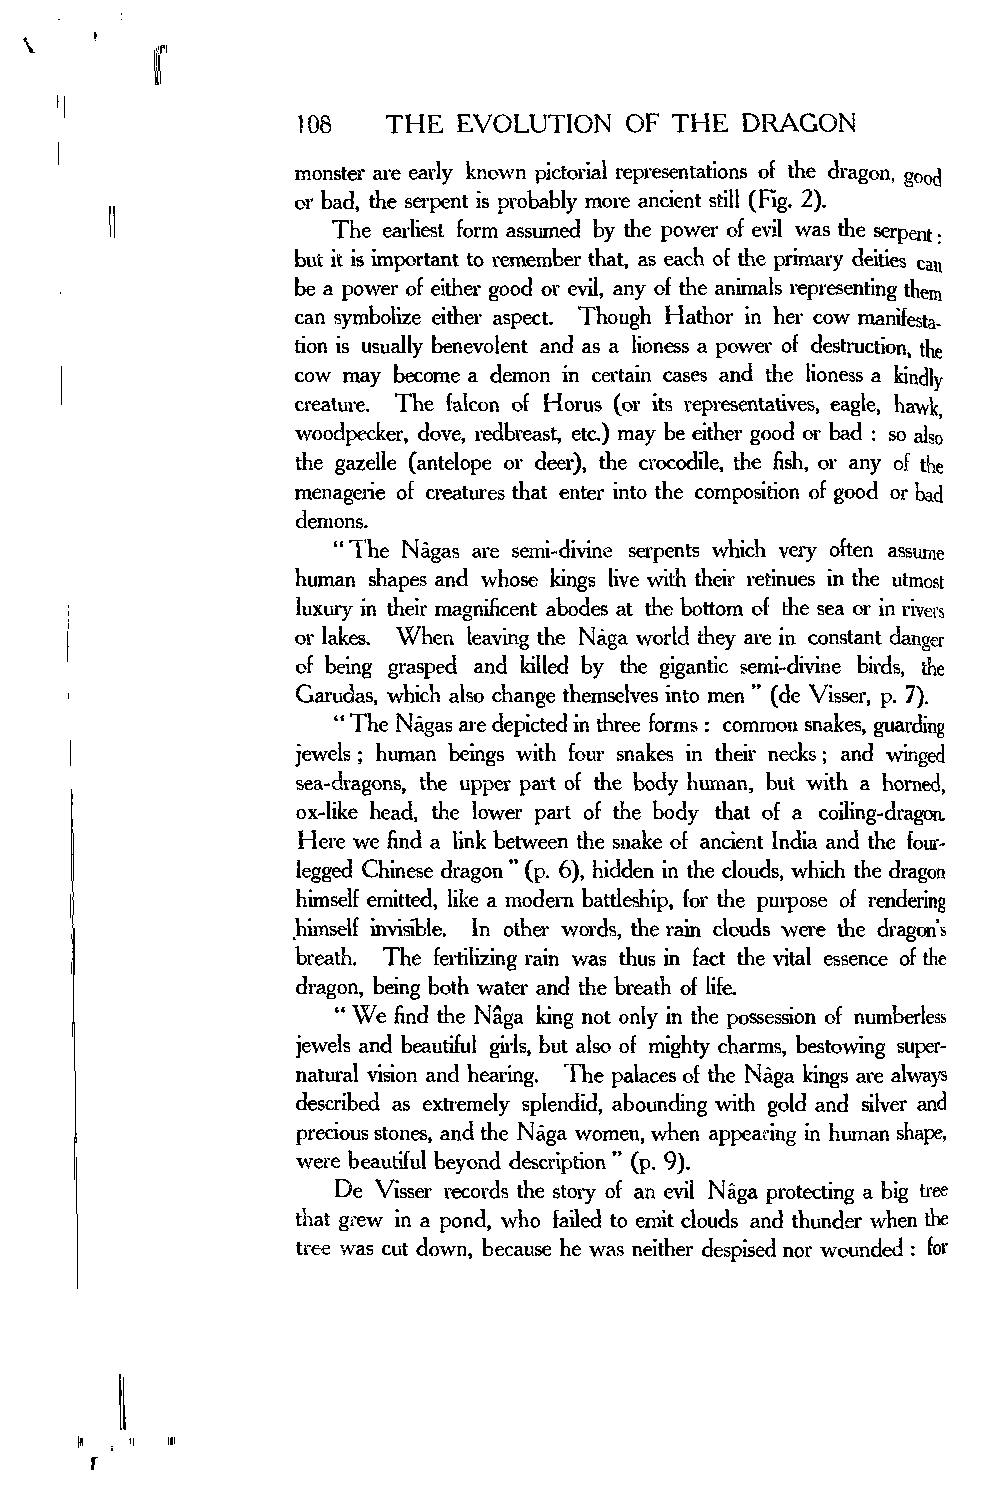 108 THE EVOLUTION OF THE DRAGON
monster are early known pictorial representations of the dragon, good
or bad, the serpent is probably more ancient still (Fig. 2).
The earliest form assumed by the power of evil was the serpent:
but it is important to remember that, as each of the primary deities can
be a power of either good or evil, any of the animals representing them
can symbolize either aspect. Though Hathor in her cow manifesta-
tion is usually benevolent and as a lioness a power of destruction, the
cow may become a demon in certain cases and the lioness a kindly
creature. The falcon of Horus (or its representatives, eagle, hawk,
woodpecker, dove, redbreast, etc.) may be either good or bad : so also
the gazelle (antelope or deer), the crocodile, the fish, or any of the
menagerie of creatures that enter into the composition of good or bad
demons.
“ The Nâgas are semi-divine serpents which very often assume
human shapes and whose kings live with their retinues in the utmost
luxury in their magnificent abodes at the bottom of the sea or in rivers
or lakes. When leaving the Nâga world they are in constant danger
of being grasped and killed by the gigantic semi-divine birds, the
Garudas, which also change themselves into men ” (de Visser, p. 7).
“ The Nâgas are depicted in three forms : common snakes, guarding
jewels ; human beings with four snakes in their necks ; and winged
sea-dragons, the upper part of the body human, but with a horned,
ox-like head, the lower part of the body that of a coiling-dragon.
Here we find a link between the snake of ancient India and the four-
legged Chinese dragon ” (p. 6), hidden in the clouds, which the dragon
himself emitted, like a modern battleship, for the purpose of rendering
himself invisible. In other words, the rain clouds were the dragon's
breath. The fertilizing rain was thus in fact the vital essence of the
dragon, being both water and the breath of life.
“ We find the Nâga king not only in the possession of numberless
jewels and beautiful girls, but also of mighty charms, bestowing super-
natural vision and hearing. The palaces of the Nâga kings are always
described as extremely splendid, abounding with gold and silver and
precious stones, and the Nâga women, when appearing in human shape,
were beautiful beyond description ” (p. 9).
De Visser records the story of an evil Nâga protecting a big tree
that grew in a pond, who failed to emit clouds and thunder when the
tree was cut down, because he was neither despised nor wounded : for